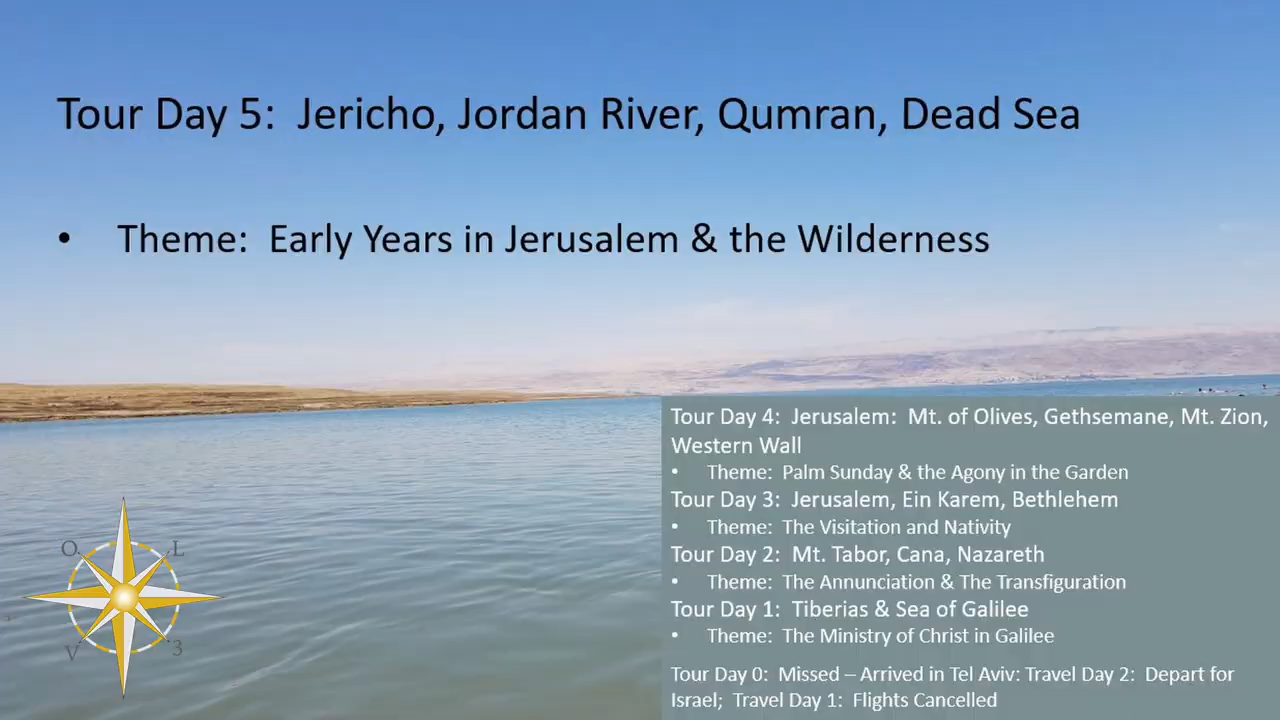 Tour Day 5:  Jericho, Jordan River, Qumran, Dead Sea
•    Theme:  Early Years in Jerusalem & the Wilderness
Tour Day 4:  Jerusalem:  Mt. of Olives, Gethsemane, Mt. Zion,
Western Wall
•    Theme:  Palm Sunday & the Agony in the Garden
Tour Day 3:  Jerusalem, Ein Karem, Bethlehem
•    Theme:  The Visitation and Nativity
Tour Day 2:  Mt. Tabor, Cana, Nazareth
•    Theme:  The Annunciation & The Transfiguration
Tour Day 1:  Tiberias & Sea of Galilee
•    Theme:  The Ministry of Christ in Galilee
Tour Day 0:  Missed – Arrived in Tel Aviv: Travel Day 2:  Depart for
Israel;  Travel Day 1:  Flights Cancelled
O L
V 3